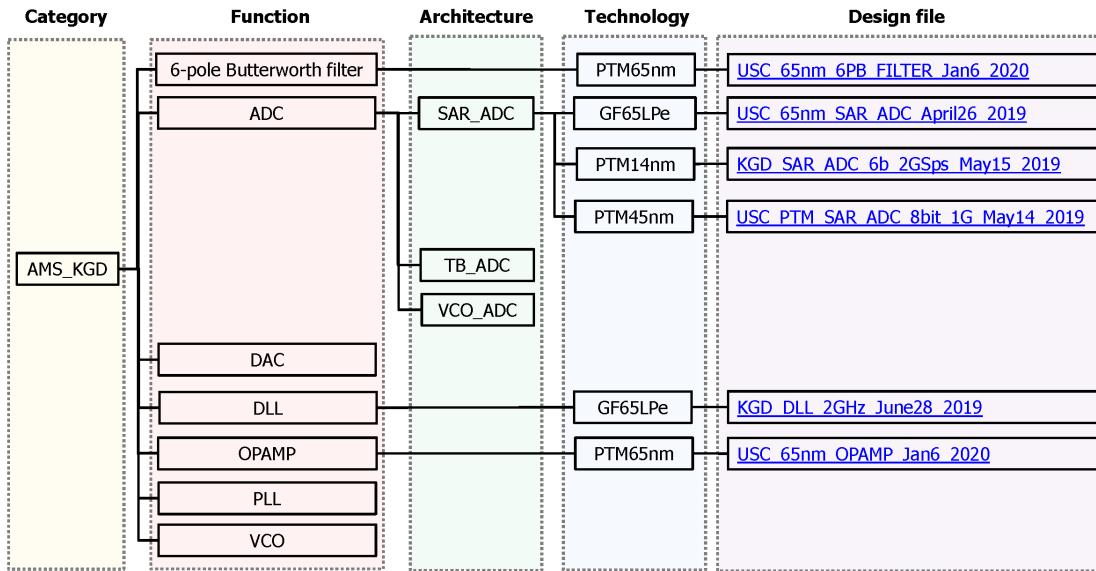 Category Function Architecture Technology Design file
6-pole Butterworth filter PTM65nm USC_65nm_6PB_FILTER_Jan6_2020
ADC SAR_ADC GF65LPe USC_65nm_SAR_ADC_April26_2019
PTM14nm KGD_SAR_ADC_6b_2GSps_May15_2019
PTM45nm USC_PTM_SAR_ADC_8bit_1G_May14_2019
AMS_KGD TB_ADC
VCO_ADC
DAC
DLL GF65LPe KGD_DLL_2GHz_June28_2019
OPAMP PTM65nm USC_65nm_OPAMP_Jan6_2020
PLL
VCO